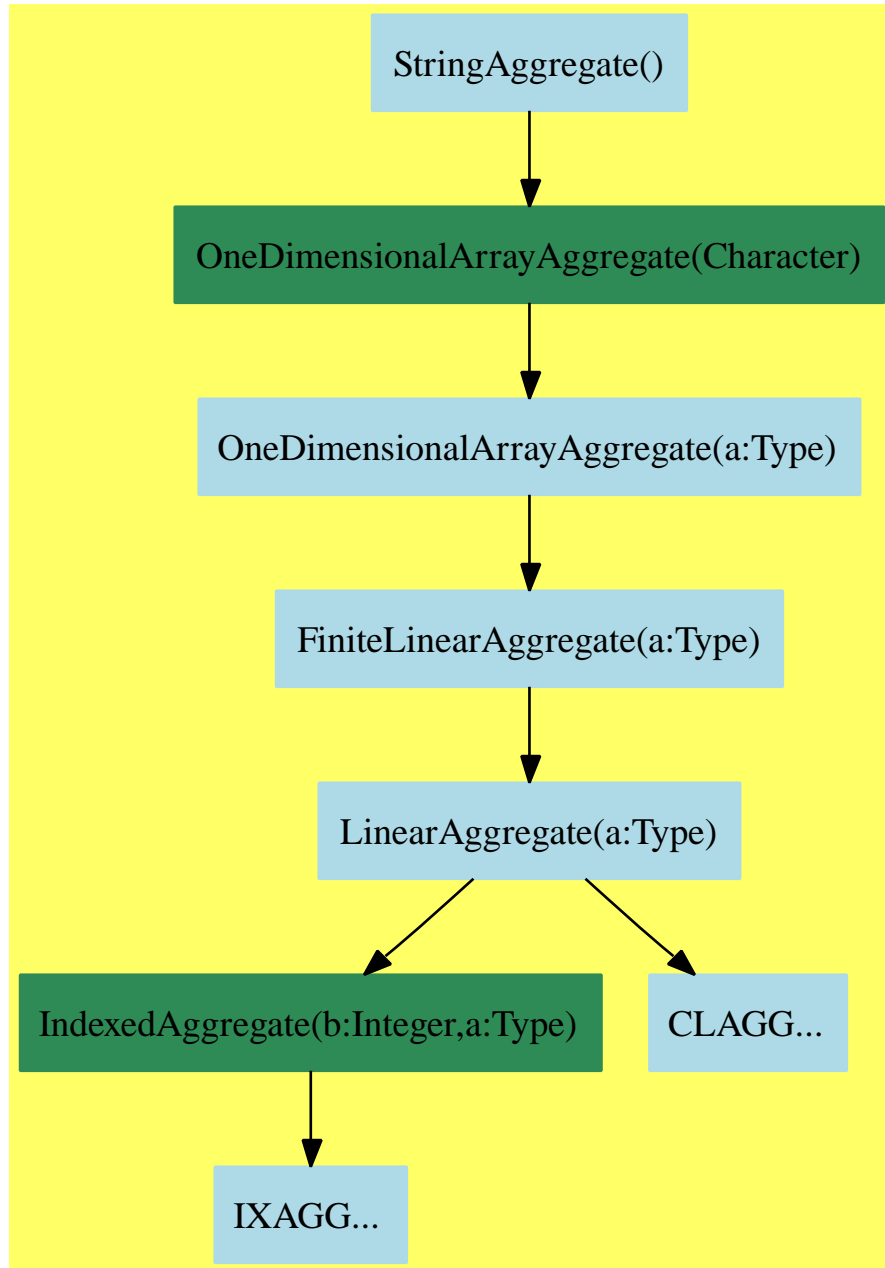 StringAggregate()
OneDimensionalArrayAggregate(Character)
OneDimensionalArrayAggregate(a:Type)
FiniteLinearAggregate(a:Type)
LinearAggregate(a:Type)
IndexedAggregate(b:Integer,a:Type)
CLAGG...
IXAGG...